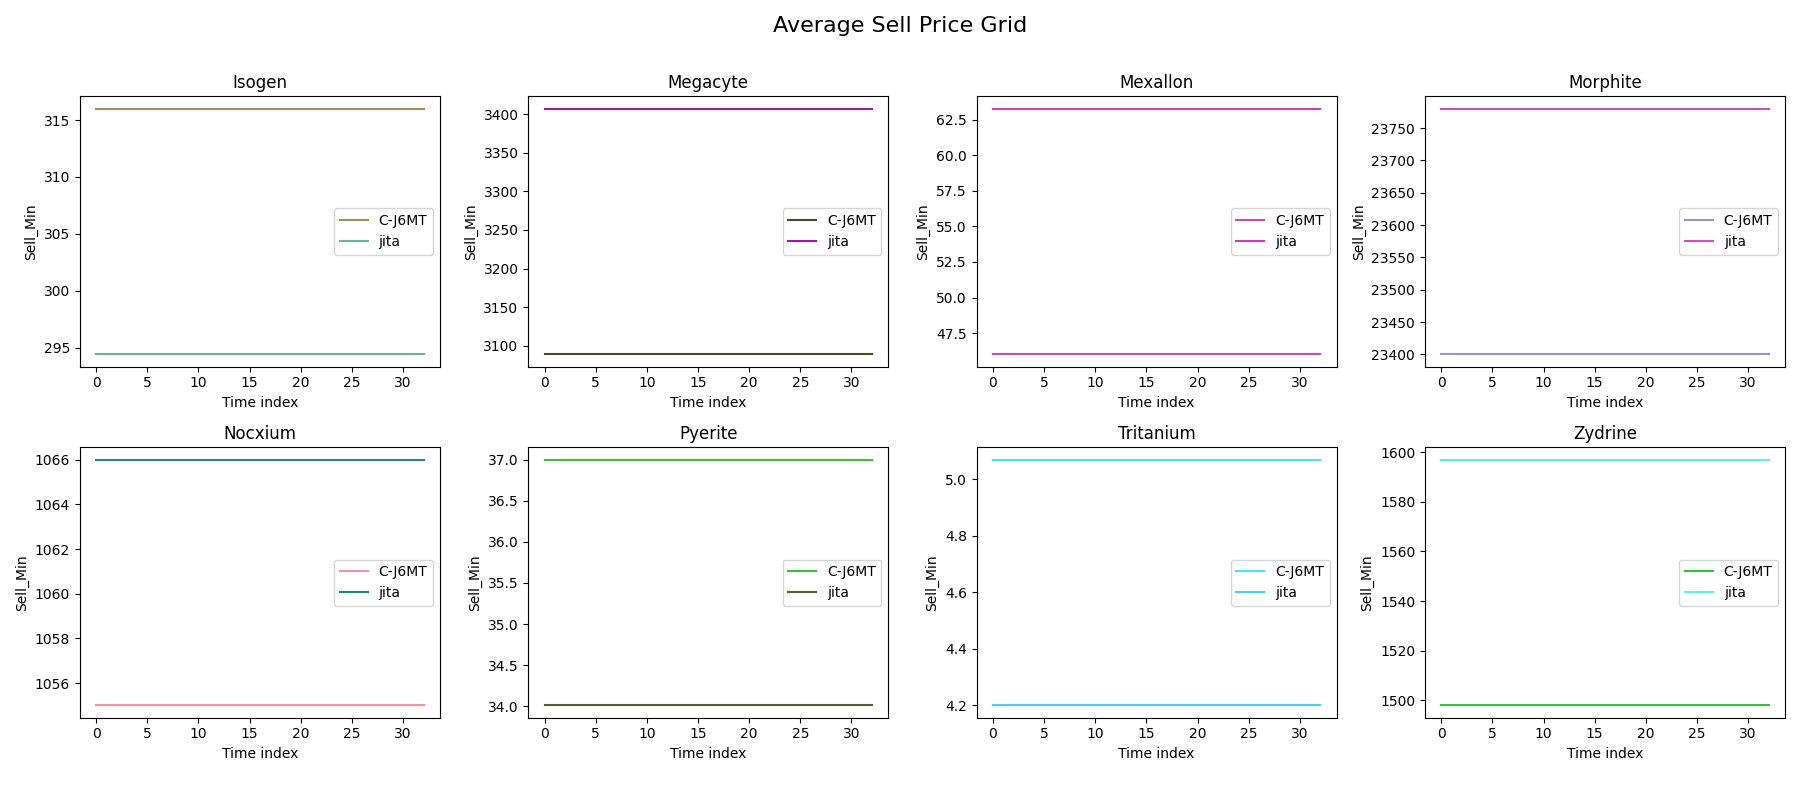 Average Sell Price Grid
Isogen
Sell_Min
315
310
305
300
295
C-J6MT
jita
0 5 10 15 20 25 30
Time index
Megacyte
Sell_Min
3400
3350
3300
3250
3200
3150
3100
C-J6MT
jita
0 5 10 15 20 25 30
Time index
Mexallon
Sell_Min
62.5
60.0
57.5
55.0
52.5
50.0
47.5
C-J6MT
jita
0 5 10 15 20 25 30
Time index
Morphite
Sell_Min
23750
23700
23650
23600
23550
23500
23450
23400
C-J6MT
jita
0 5 10 15 20 25 30
Time index
Nocxium
Sell_Min
1066
1064
1062
1060
1058
1056
C-J6MT
jita
0 5 10 15 20 25 30
Time index
Pyerite
Sell_Min
37.0
36.5
36.0
35.5
35.0
34.5
34.0
C-J6MT
jita
0 5 10 15 20 25 30
Time index
Tritanium
Sell_Min
5.0
4.8
4.6
4.4
4.2
C-J6MT
jita
0 5 10 15 20 25 30
Time index
Zydrine
Sell_Min
1600
1580
1560
1540
1520
1500
C-J6MT
jita
0 5 10 15 20 25 30
Time index